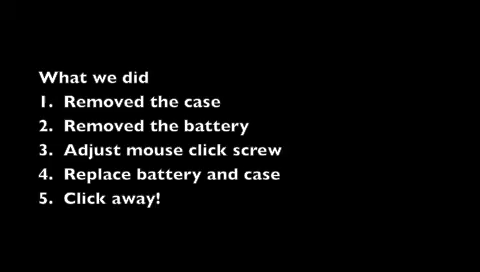 What we did
1. Removed the case
2. Removed the battery
3. Adjust mouse click screw
4. Replace battery and case
5. Click away!